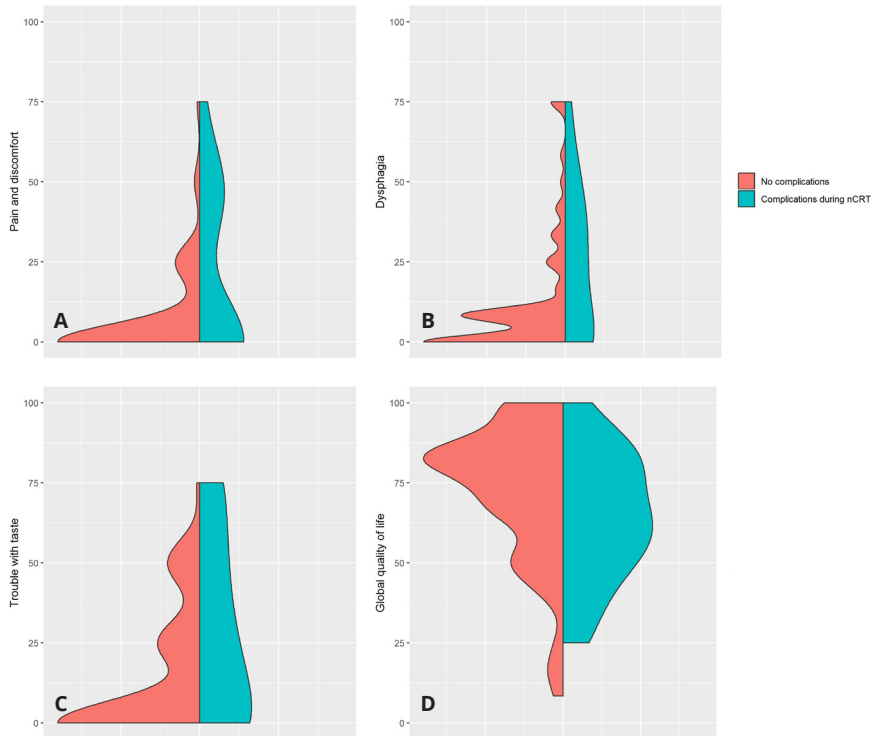 100
75
50
25
0
Pain and discomfort
A
100
75
50
25
0
Dysphagia
B
No complications
Complications during nCRT
100
75
50
25
0
Trouble with taste
C
100
75
50
25
0
Global quality of life
D